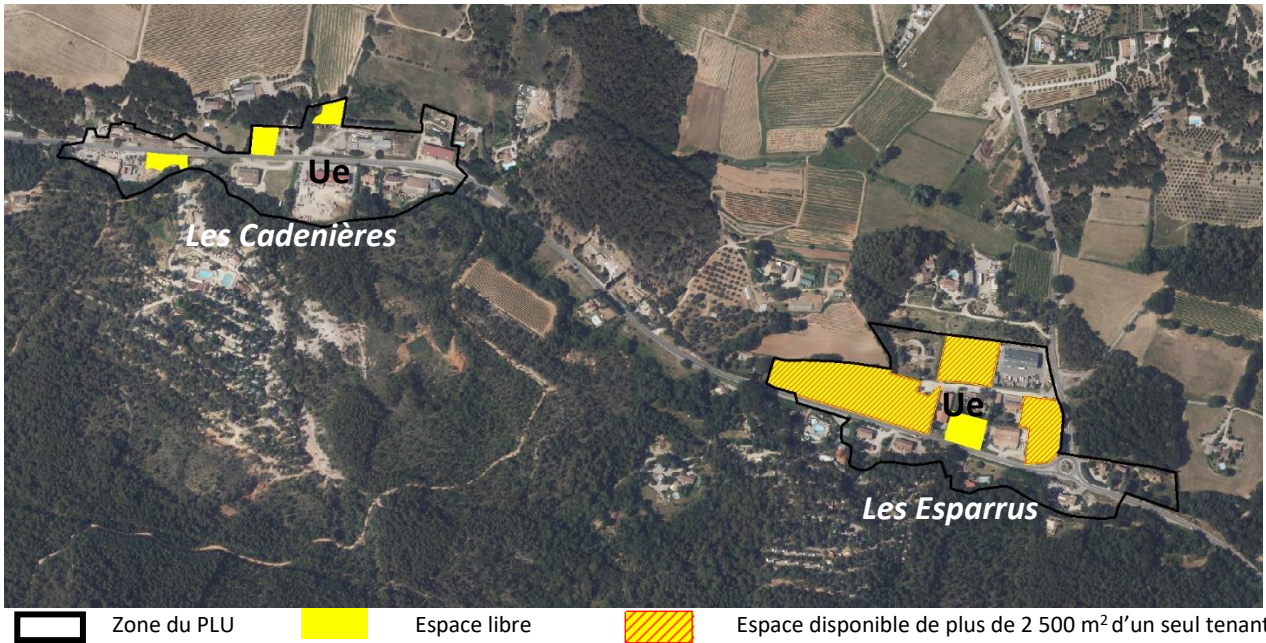 Ue
Les Cadenières
Ue
Les Esparrus
Zone du PLU
Espace libre
Espace disponible de plus de 2 500 m² d'un seul tenant